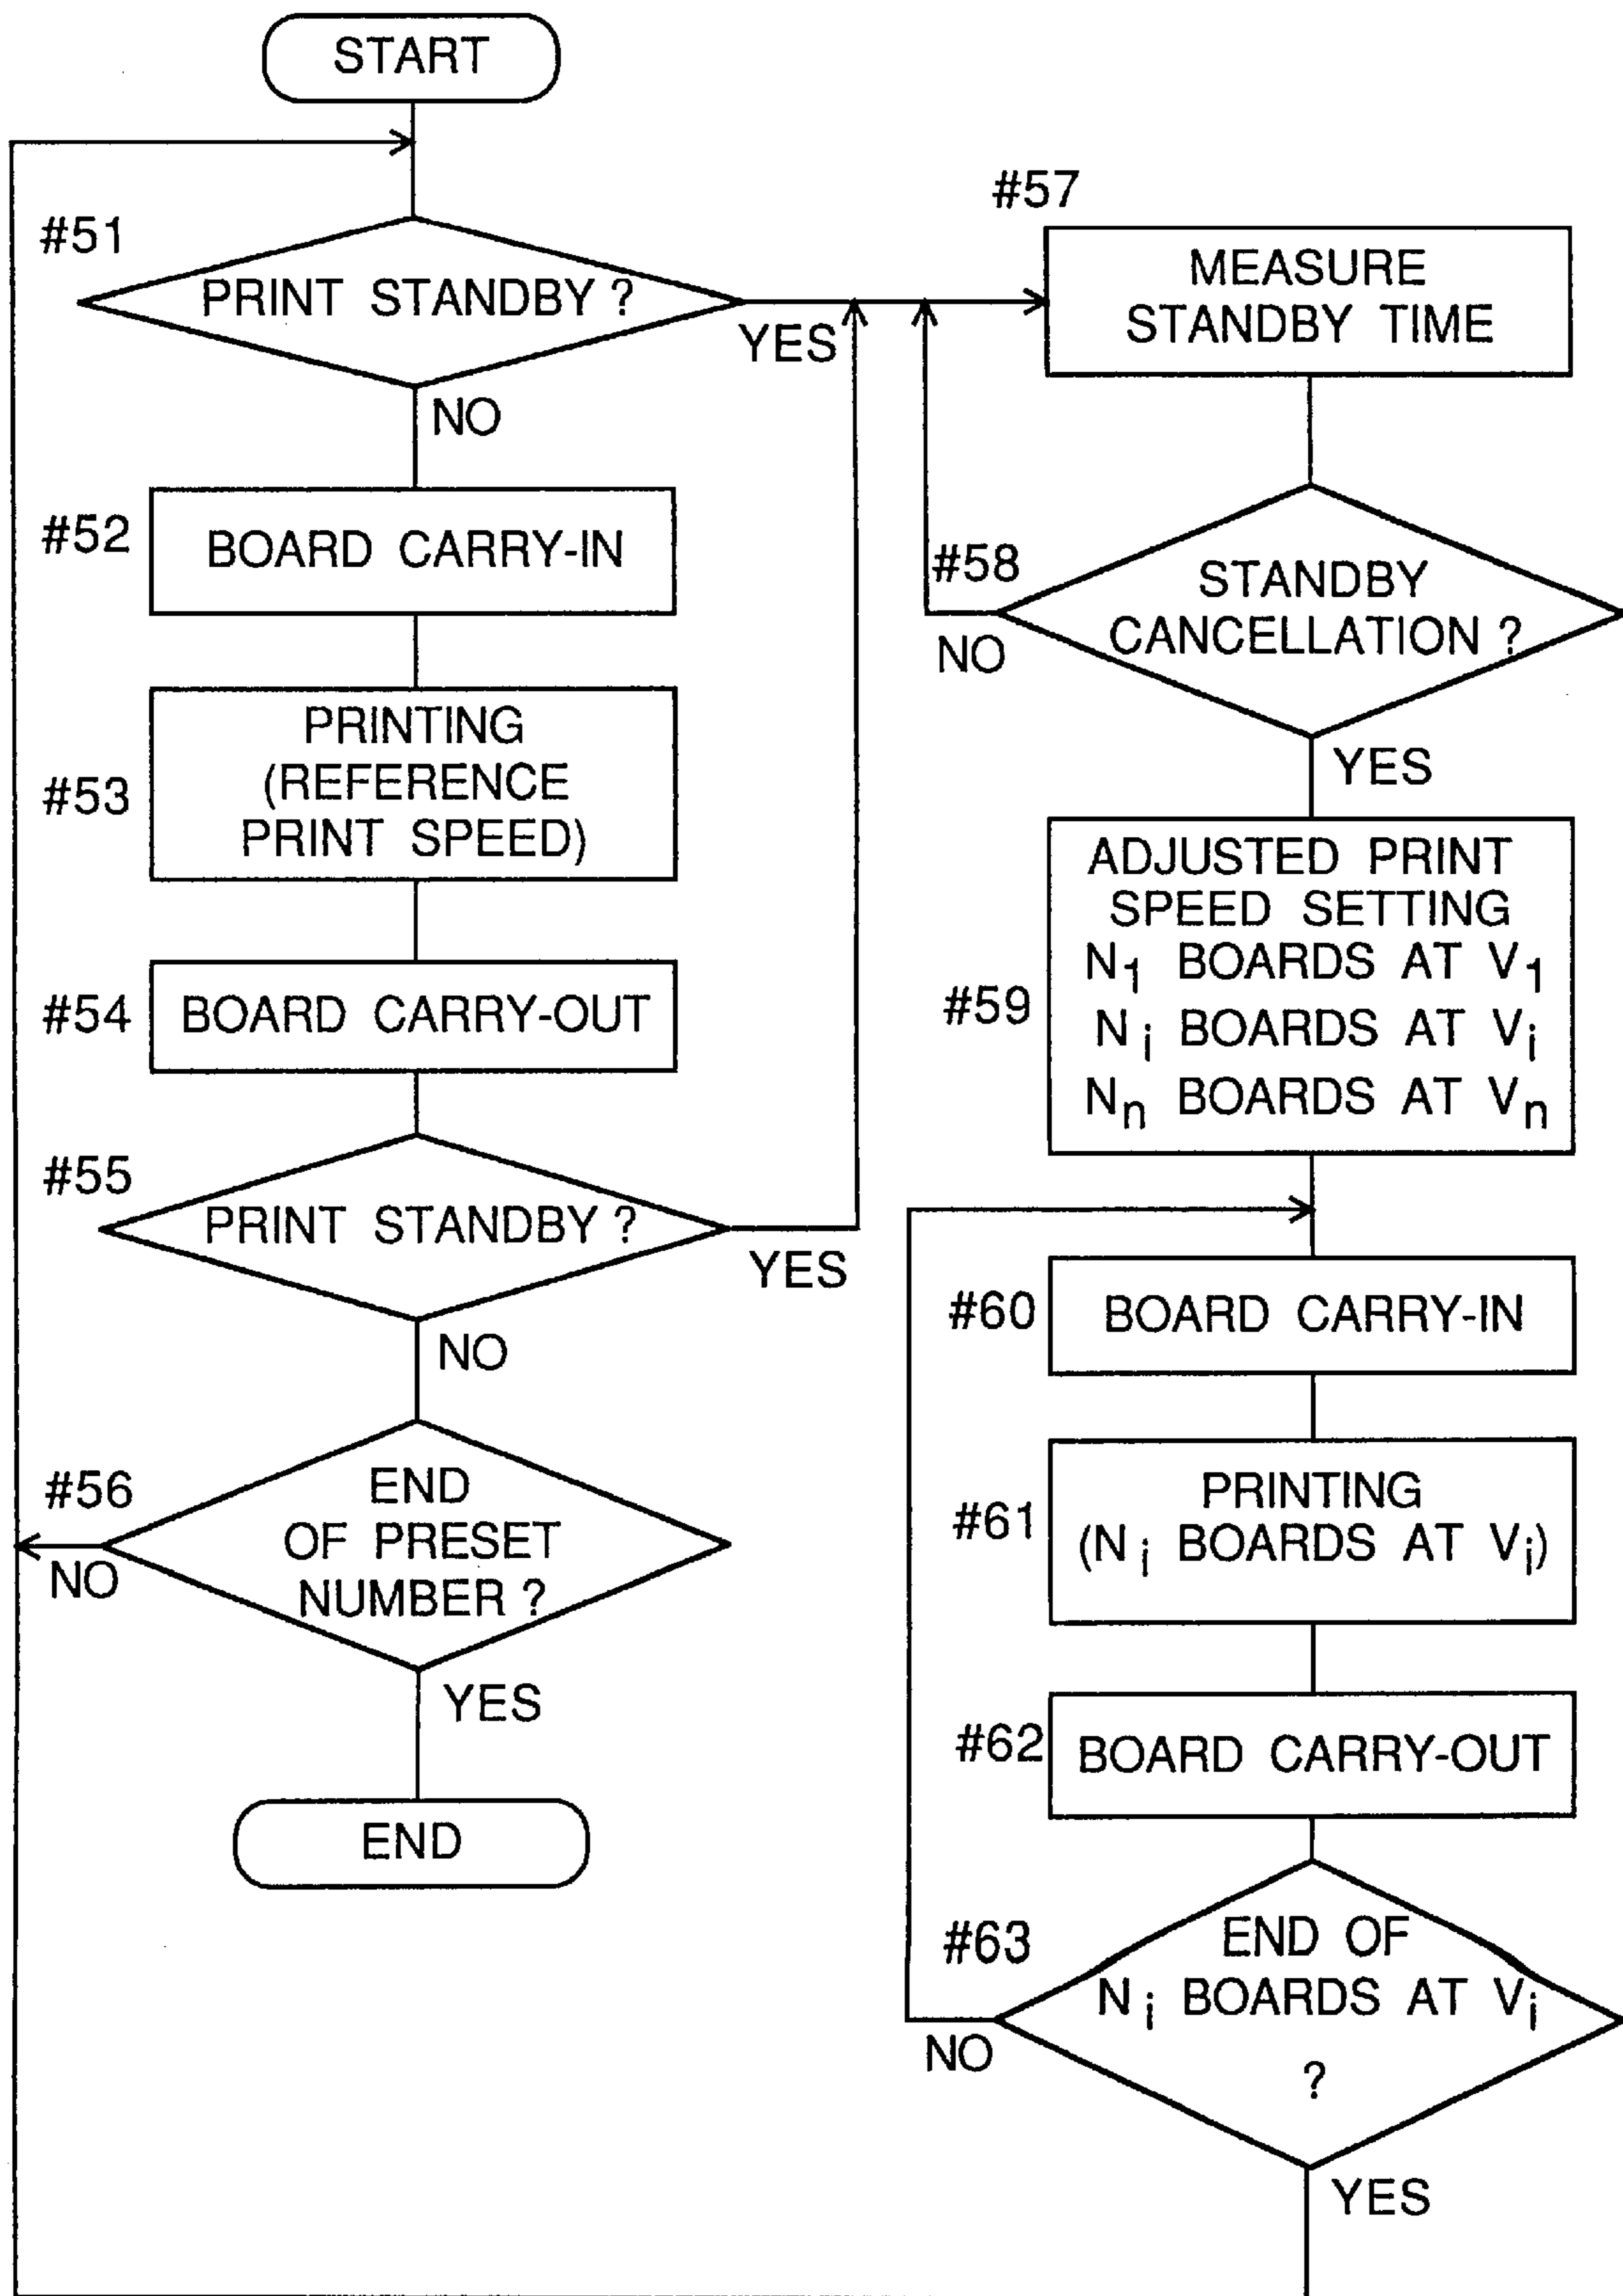 START
#51
PRINT STANDBY ?
YES
NO
#52
BOARD CARRY-IN
#53
PRINTING
(REFERENCE
PRINT SPEED)
#54
BOARD CARRY-OUT
#55
PRINT STANDBY ?
YES
NO
#56
END
OF PRESET
NUMBER ?
NO
YES
END
#57
MEASURE
STANDBY TIME
#58
STANDBY
CANCELLATION ?
NO
YES
#59
ADJUSTED PRINT
SPEED SETTING
N1 BOARDS AT V1
Ni BOARDS AT Vi
Nn BOARDS AT Vn
#60
BOARD CARRY-IN
#61
PRINTING
(Ni BOARDS AT Vi)
#62
BOARD CARRY-OUT
#63
END OF
Ni BOARDS AT Vi
?
NO
YES